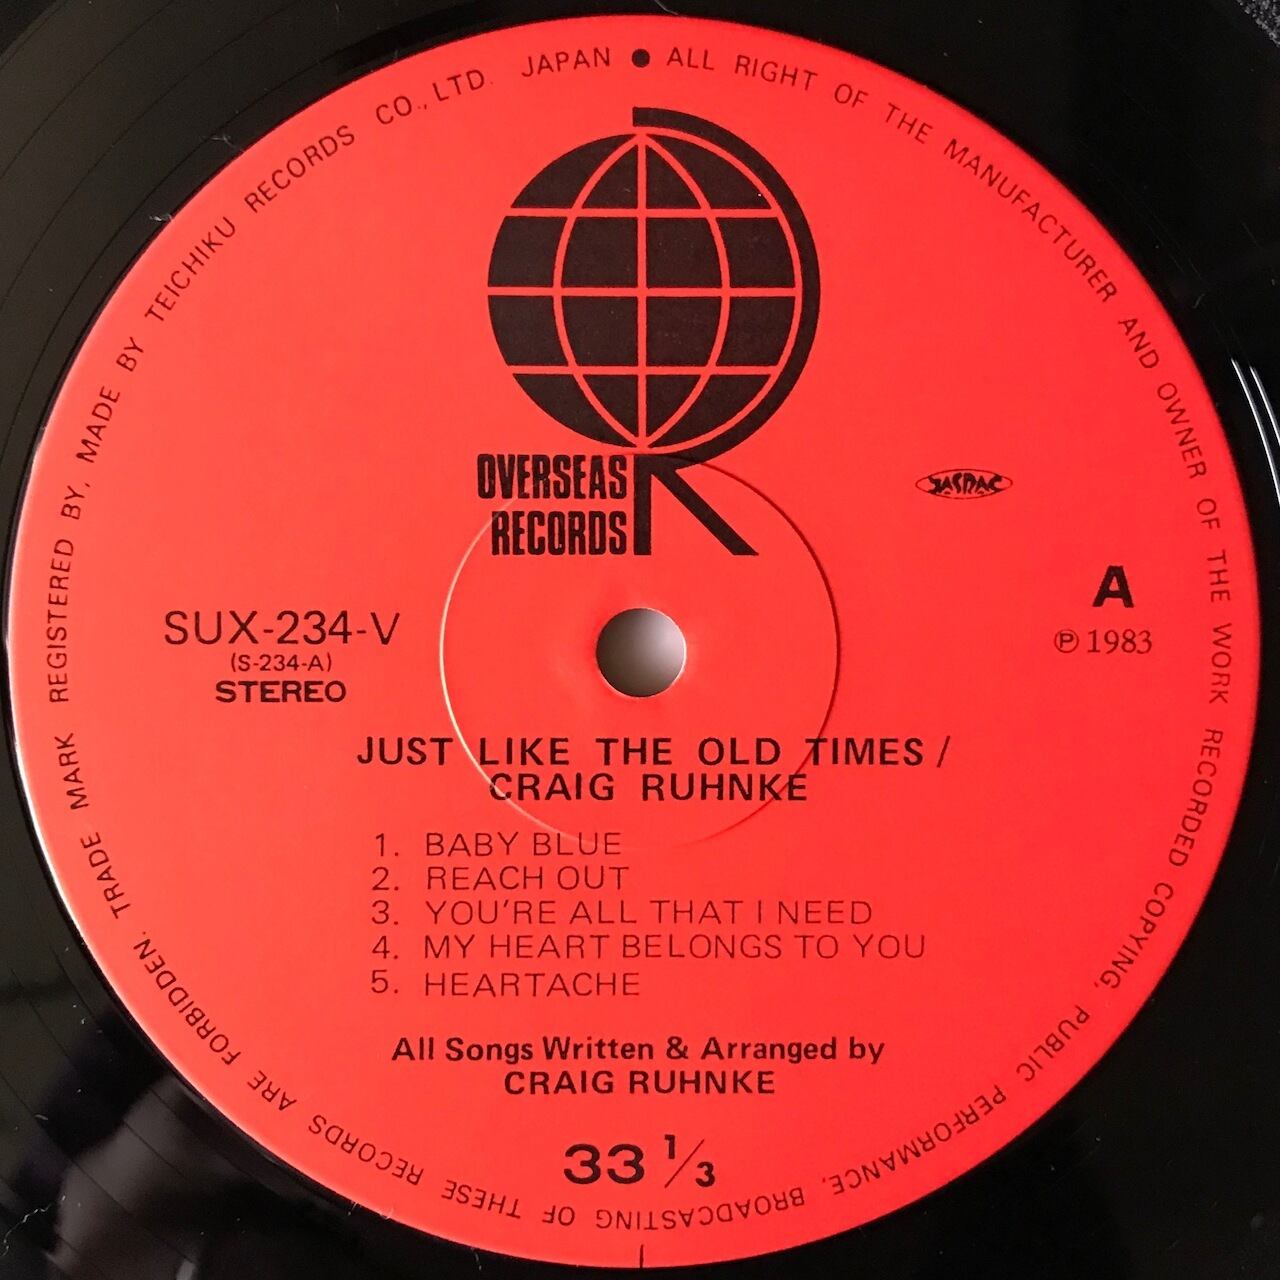 TRADE MARK REGISTERED BY, MADE BY TEICHIKU RECORDS CO., LTD. JAPAN ● ALL RIGHT OF THE MANUFACTURER AND OWNER OF THE WORK RECORDED COPYING, PUBLIC PERFORMANCE, BROADCASTING OF THESE RECORDS ARE FORBIDDEN.
OVERSEAS
RECORDS
JASRAC
A
SUX-234-V
℗ 1983
(S-234-A)
STEREO
JUST LIKE THE OLD TIMES /
CRAIG RUHNKE
1. BABY BLUE
2. REACH OUT
3. YOU'RE ALL THAT I NEED
4. MY HEART BELONGS TO YOU
5. HEARTACHE
All Songs Written & Arranged by
CRAIG RUHNKE
33 1/3